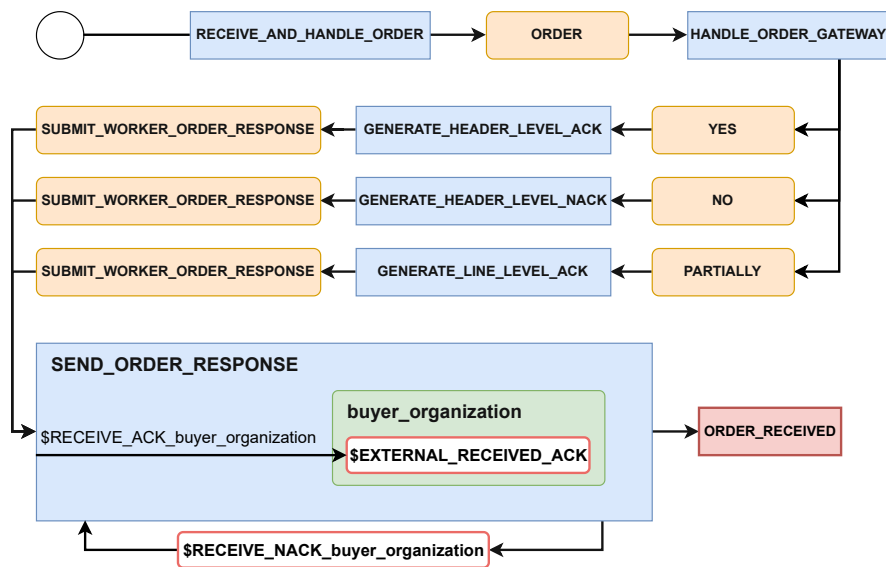 RECEIVE_AND_HANDLE_ORDER
ORDER
HANDLE_ORDER_GATEWAY
SUBMIT_WORKER_ORDER_RESPONSE
GENERATE_HEADER_LEVEL_ACK
YES
SUBMIT_WORKER_ORDER_RESPONSE
GENERATE_HEADER_LEVEL_NACK
NO
SUBMIT_WORKER_ORDER_RESPONSE
GENERATE_LINE_LEVEL_ACK
PARTIALLY
SEND_ORDER_RESPONSE
buyer_organization
$RECEIVE_ACK_buyer_organization
$EXTERNAL_RECEIVED_ACK
ORDER_RECEIVED
$RECEIVE_NACK_buyer_organization